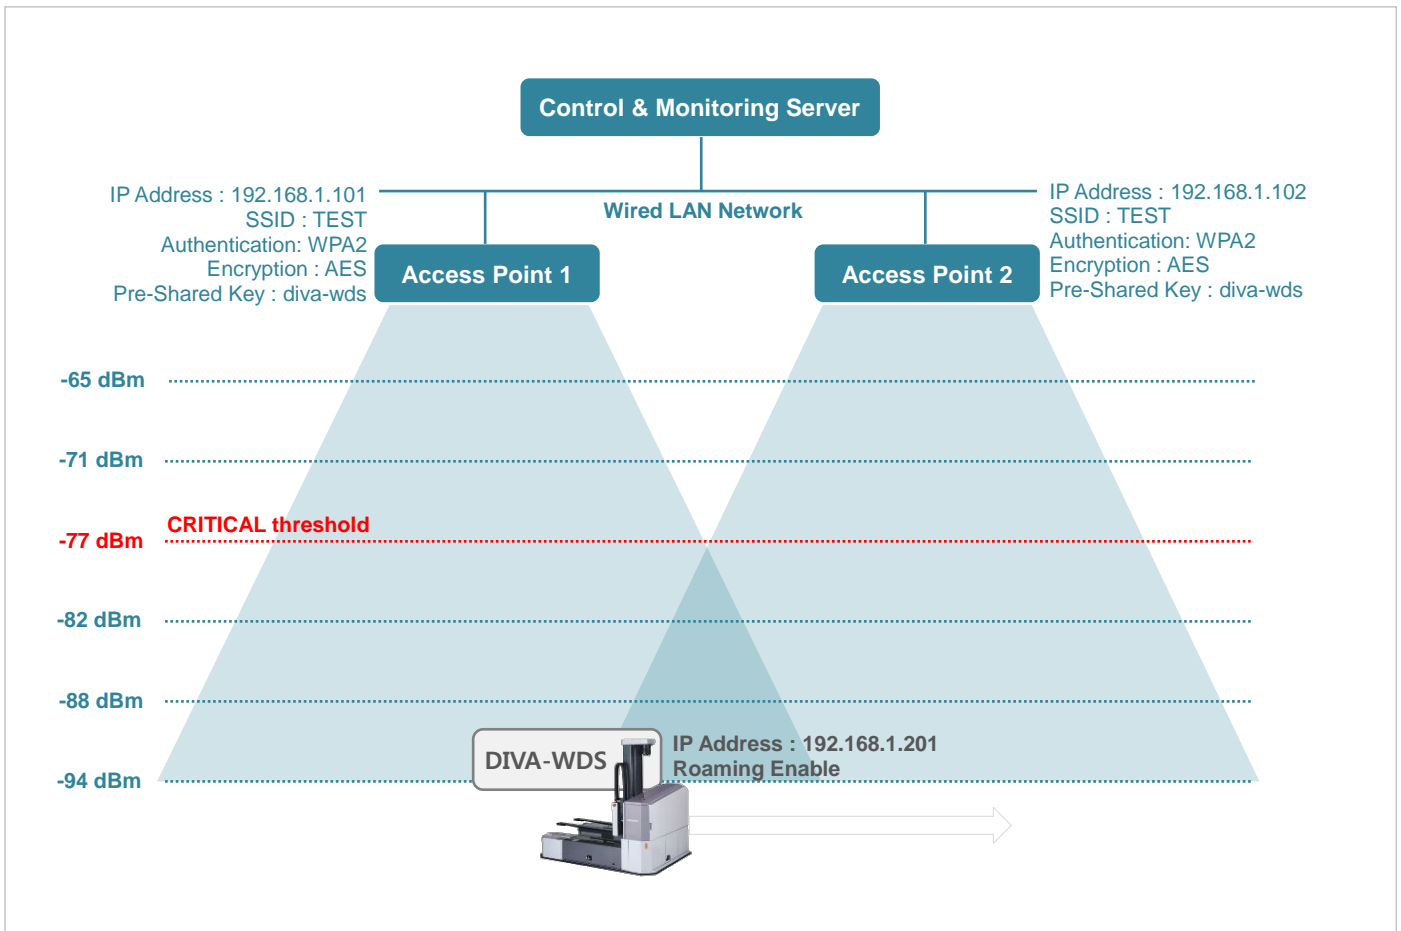 Control & Monitoring Server
Wired LAN Network
IP Address : 192.168.1.101
SSID : TEST
Authentication: WPA2
Encryption : AES
Pre-Shared Key : diva-wds
Access Point 1
Access Point 2
IP Address : 192.168.1.102
SSID : TEST
Authentication: WPA2
Encryption : AES
Pre-Shared Key : diva-wds
-65 dBm
-71 dBm
CRITICAL threshold
-77 dBm
-82 dBm
-88 dBm
-94 dBm
DIVA-WDS
IP Address : 192.168.1.201
Roaming Enable